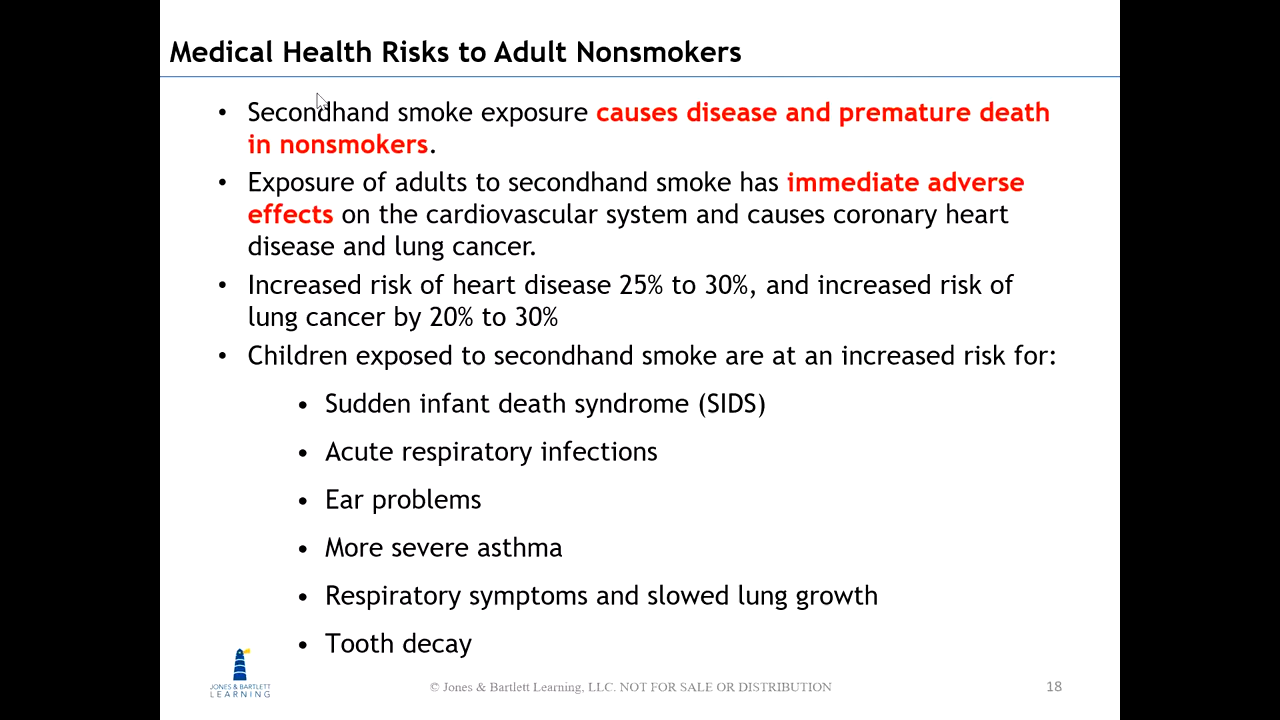 Medical Health Risks to Adult Nonsmokers
• Secondhand smoke exposure causes disease and premature death
in nonsmokers.
• Exposure of adults to secondhand smoke has immediate adverse
effects on the cardiovascular system and causes coronary heart
disease and lung cancer.
• Increased risk of heart disease 25% to 30%, and increased risk of
lung cancer by 20% to 30%
• Children exposed to secondhand smoke are at an increased risk for:
• Sudden infant death syndrome (SIDS)
• Acute respiratory infections
• Ear problems
• More severe asthma
• Respiratory symptoms and slowed lung growth
• Tooth decay
JONES & BARTLETT
LEARNING
© Jones & Bartlett Learning, LLC. NOT FOR SALE OR DISTRIBUTION
18